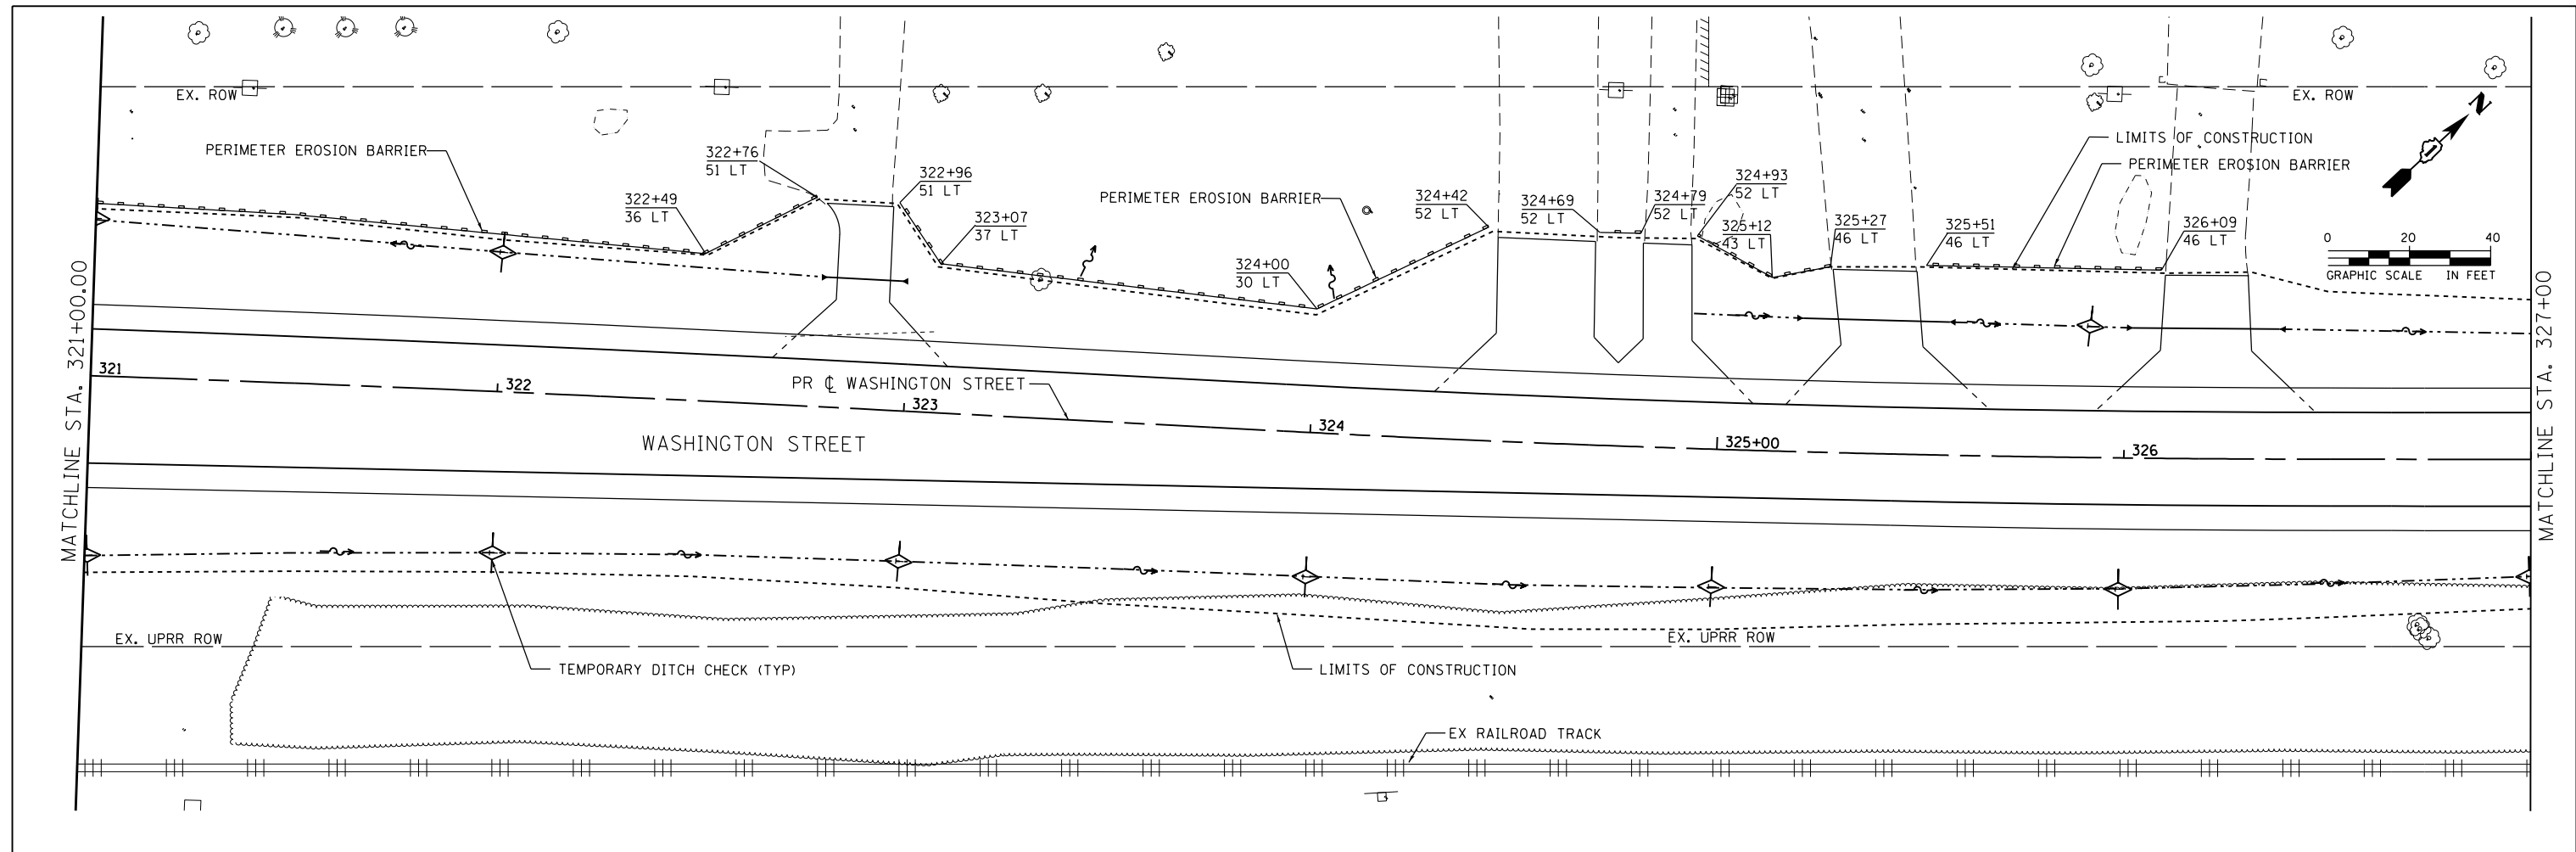 EX. ROW
EX. ROW
N
PERIMETER EROSION BARRIER
322+76
51 LT
322+49
36 LT
322+96
51 LT
323+07
37 LT
PERIMETER EROSION BARRIER
324+00
30 LT
324+42
52 LT
324+69
52 LT
324+79
52 LT
324+93
52 LT
325+12
43 LT
325+27
46 LT
325+51
46 LT
LIMITS OF CONSTRUCTION
PERIMETER EROSION BARRIER
326+09
46 LT
0 20 40
GRAPHIC SCALE IN FEET
MATCHLINE STA. 321+00.00
MATCHLINE STA. 327+00
321
322
PR ℄ WASHINGTON STREET
323
324
325+00
326
WASHINGTON STREET
EX. UPRR ROW
EX. UPRR ROW
TEMPORARY DITCH CHECK (TYP)
LIMITS OF CONSTRUCTION
EX RAILROAD TRACK